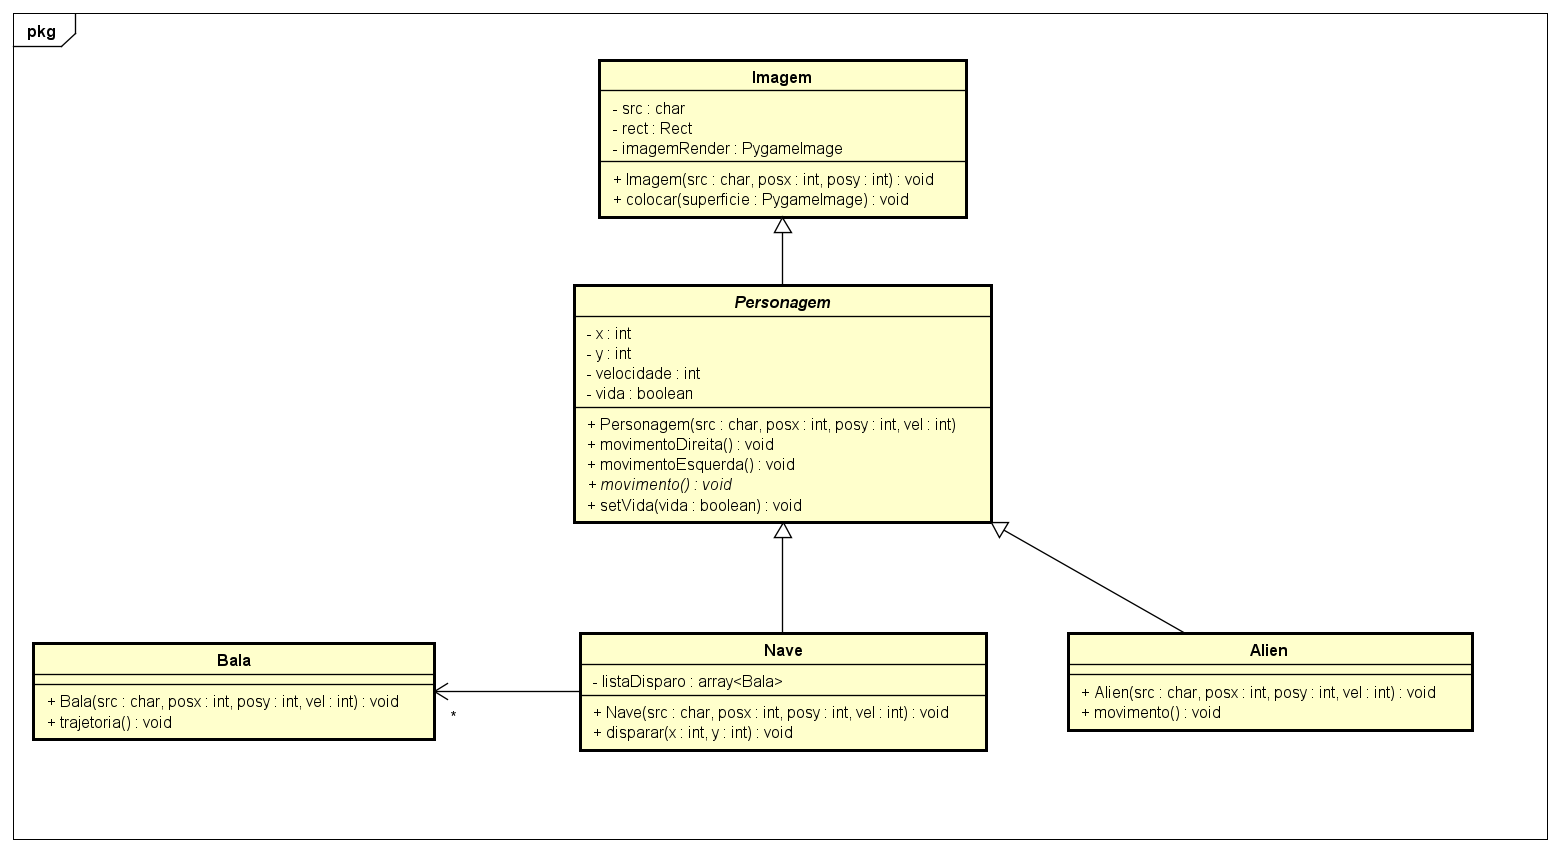 pkg
Imagem
- src : char
- rect : Rect
- imagemRender : PygameImage
+ Imagem(src : char, posx : int, posy : int) : void
+ colocar(superficie : PygameImage) : void
Personagem
- x : int
- y : int
- velocidade : int
- vida : boolean
+ Personagem(src : char, posx : int, posy : int, vel : int)
+ movimentoDireita() : void
+ movimentoEsquerda() : void
+ movimento() : void
+ setVida(vida : boolean) : void
Bala
+ Bala(src : char, posx : int, posy : int, vel : int) : void
+ trajetoria() : void
*
Nave
- listaDisparo : array<Bala>
+ Nave(src : char, posx : int, posy : int, vel : int) : void
+ disparar(x : int, y : int) : void
Alien
+ Alien(src : char, posx : int, posy : int, vel : int) : void
+ movimento() : void